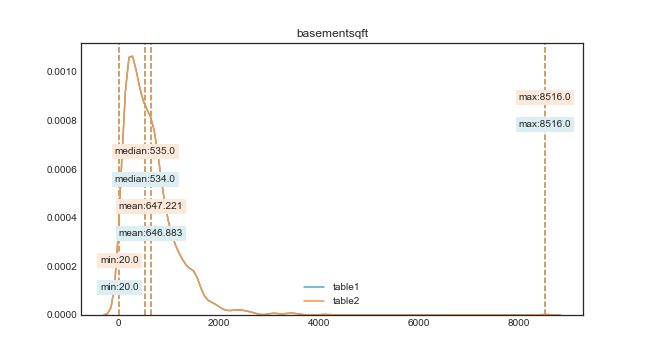 basementsqft
0.0010
0.0008
0.0006
0.0004
0.0002
0.0000
max:8516.0
max:8516.0
median:535.0
median:534.0
mean:647.221
mean:646.883
min:20.0
min:20.0
table1
table2
0 2000 4000 6000 8000